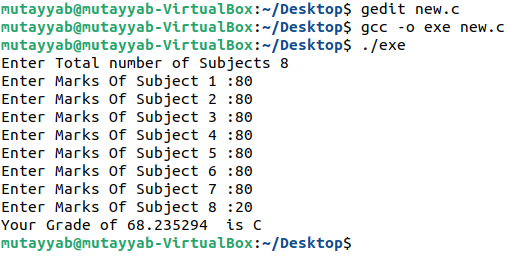 mutayyab@mutayyab-VirtualBox:~/Desktop$ gedit new.c
mutayyab@mutayyab-VirtualBox:~/Desktop$ gcc -o exe new.c
mutayyab@mutayyab-VirtualBox:~/Desktop$ ./exe
Enter Total number of Subjects 8
Enter Marks Of Subject 1 :80
Enter Marks Of Subject 2 :80
Enter Marks Of Subject 3 :80
Enter Marks Of Subject 4 :80
Enter Marks Of Subject 5 :80
Enter Marks Of Subject 6 :80
Enter Marks Of Subject 7 :80
Enter Marks Of Subject 8 :20
Your Grade of 68.235294  is C
mutayyab@mutayyab-VirtualBox:~/Desktop$